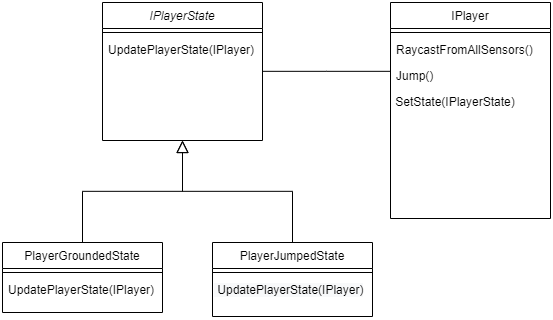 IPlayerState
UpdatePlayerState(IPlayer)
IPlayer
RaycastFromAllSensors()
Jump()
SetState(IPlayerState)
PlayerGroundedState
UpdatePlayerState(IPlayer)
PlayerJumpedState
UpdatePlayerState(IPlayer)